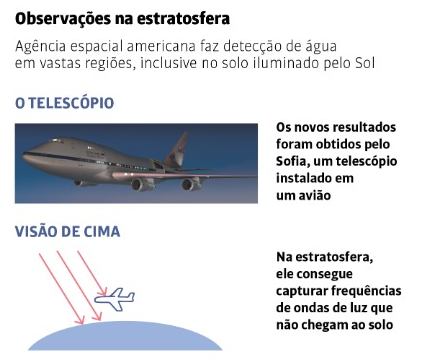 Observações na estratosfera
Agência espacial americana faz detecção de água
em vastas regiões, inclusive no solo iluminado pelo Sol
O TELESCÓPIO
Os novos resultados
foram obtidos pelo
Sofia, um telescópio
instalado em
um avião
VISÃO DE CIMA
Na estratosfera,
ele consegue
capturar frequências
de ondas de luz que
não chegam ao solo